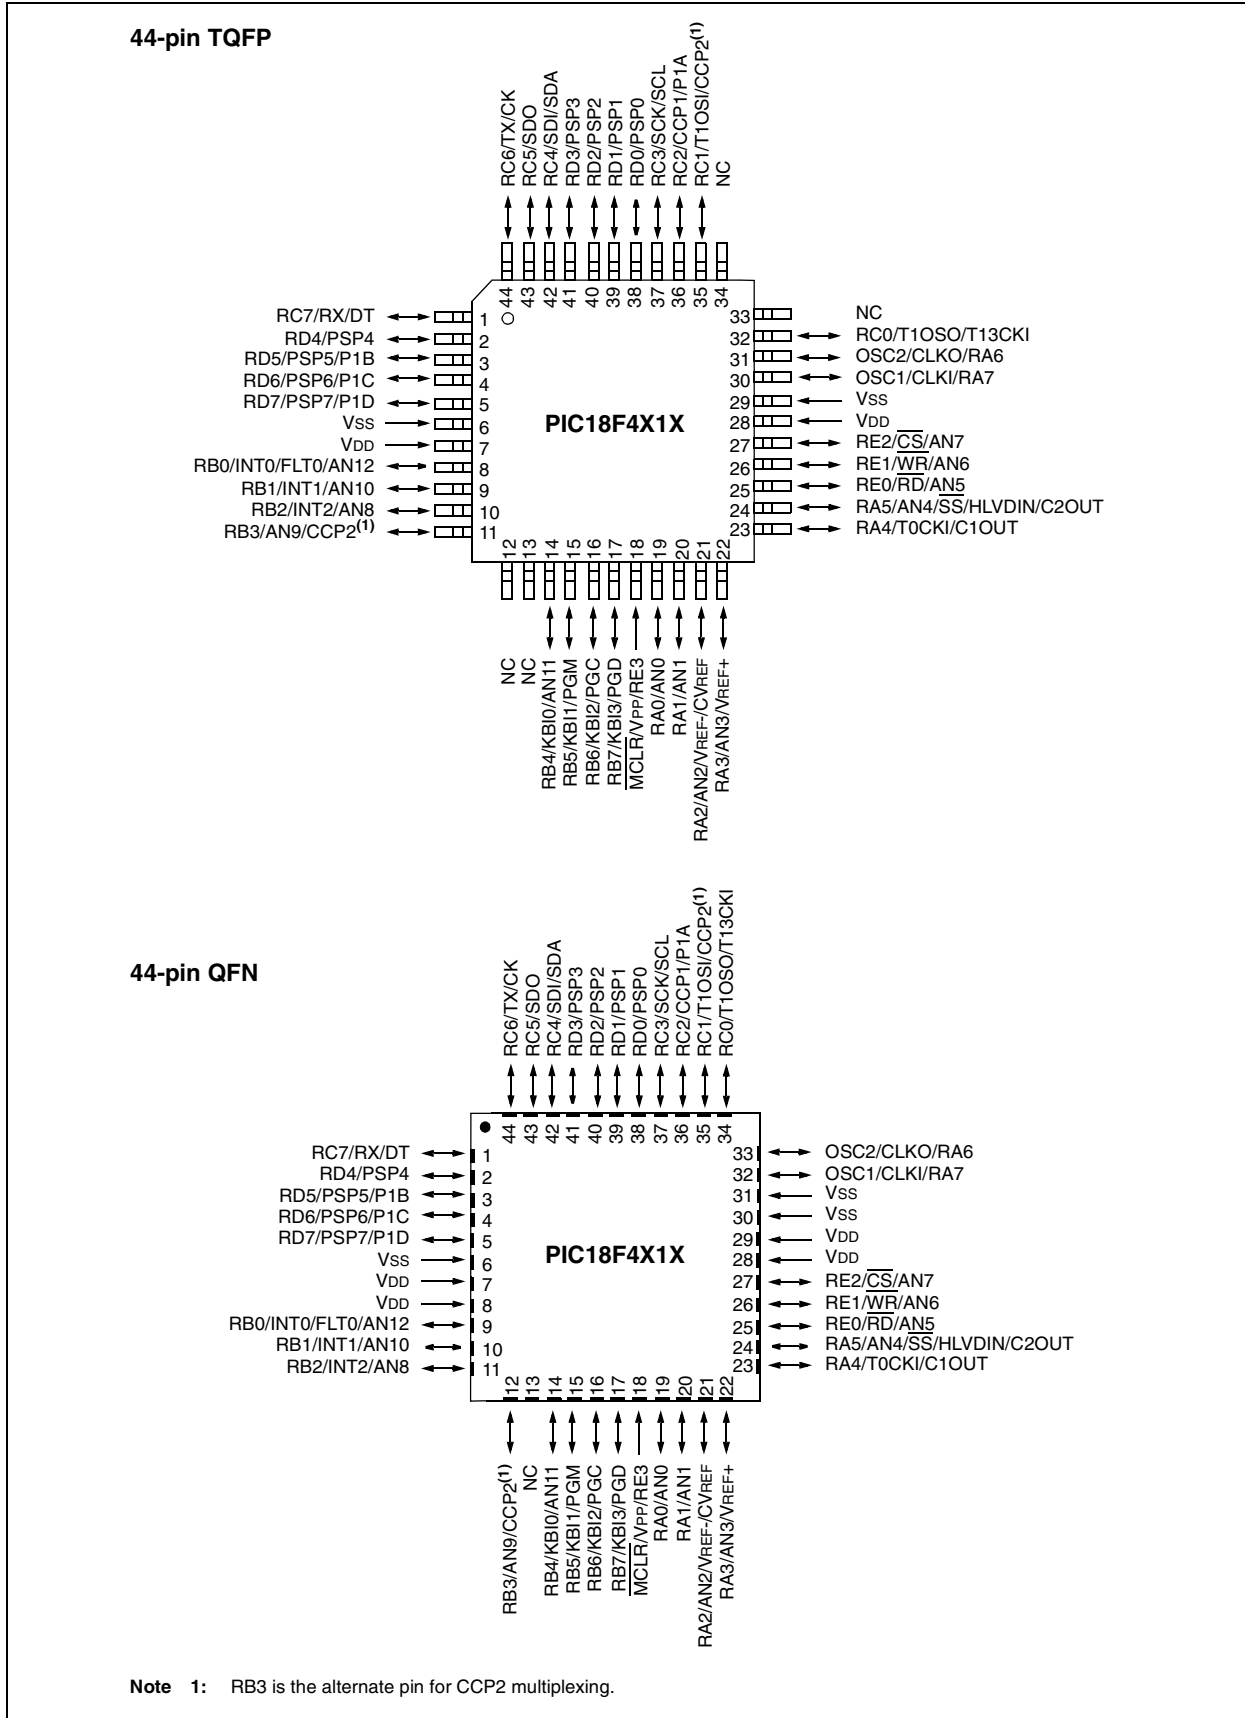 44-pin TQFP
RC6/TX/CK
RC5/SDO
RC4/SDI/SDA
RD3/PSP3
RD2/PSP2
RD1/PSP1
RD0/PSP0
RC3/SCK/SCL
RC2/CCP1/P1A
RC1/T1OSI/CCP2(1)
NC
44
43
42
41
40
39
38
37
36
35
34
RC7/RX/DT 1
RD4/PSP4 2
RD5/PSP5/P1B 3
RD6/PSP6/P1C 4
RD7/PSP7/P1D 5
VSS 6
VDD 7
RB0/INT0/FLT0/AN12 8
RB1/INT1/AN10 9
RB2/INT2/AN8 10
RB3/AN9/CCP2(1) 11
PIC18F4X1X
33 NC
32 RC0/T1OSO/T13CKI
31 OSC2/CLKO/RA6
30 OSC1/CLKI/RA7
29 VSS
28 VDD
27 RE2/CS/AN7
26 RE1/WR/AN6
25 RE0/RD/AN5
24 RA5/AN4/SS/HLVDIN/C2OUT
23 RA4/T0CKI/C1OUT
12
13
14
15
16
17
18
19
20
21
22
NC
NC
RB4/KBI0/AN11
RB5/KBI1/PGM
RB6/KBI2/PGC
RB7/KBI3/PGD
MCLR/VPP/RE3
RA0/AN0
RA1/AN1
RA2/AN2/VREF-/CVREF
RA3/AN3/VREF+
44-pin QFN
RC6/TX/CK
RC5/SDO
RC4/SDI/SDA
RD3/PSP3
RD2/PSP2
RD1/PSP1
RD0/PSP0
RC3/SCK/SCL
RC2/CCP1/P1A
RC1/T1OSI/CCP2(1)
RC0/T1OSO/T13CKI
44
43
42
41
40
39
38
37
36
35
34
RC7/RX/DT 1
RD4/PSP4 2
RD5/PSP5/P1B 3
RD6/PSP6/P1C 4
RD7/PSP7/P1D 5
VSS 6
VDD 7
VDD 8
RB0/INT0/FLT0/AN12 9
RB1/INT1/AN10 10
RB2/INT2/AN8 11
PIC18F4X1X
33 OSC2/CLKO/RA6
32 OSC1/CLKI/RA7
31 VSS
30 VSS
29 VDD
28 VDD
27 RE2/CS/AN7
26 RE1/WR/AN6
25 RE0/RD/AN5
24 RA5/AN4/SS/HLVDIN/C2OUT
23 RA4/T0CKI/C1OUT
12
13
14
15
16
17
18
19
20
21
22
RB3/AN9/CCP2(1)
NC
RB4/KBI0/AN11
RB5/KBI1/PGM
RB6/KBI2/PGC
RB7/KBI3/PGD
MCLR/VPP/RE3
RA0/AN0
RA1/AN1
RA2/AN2/VREF-/CVREF
RA3/AN3/VREF+
Note 1: RB3 is the alternate pin for CCP2 multiplexing.